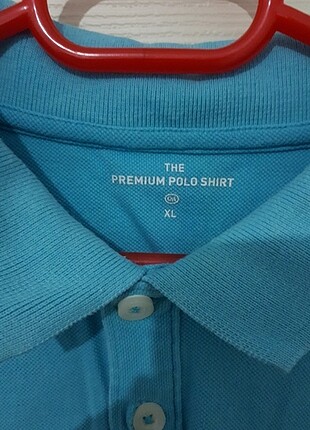 THE
PREMIUM POLO SHIRT
C&A
XL